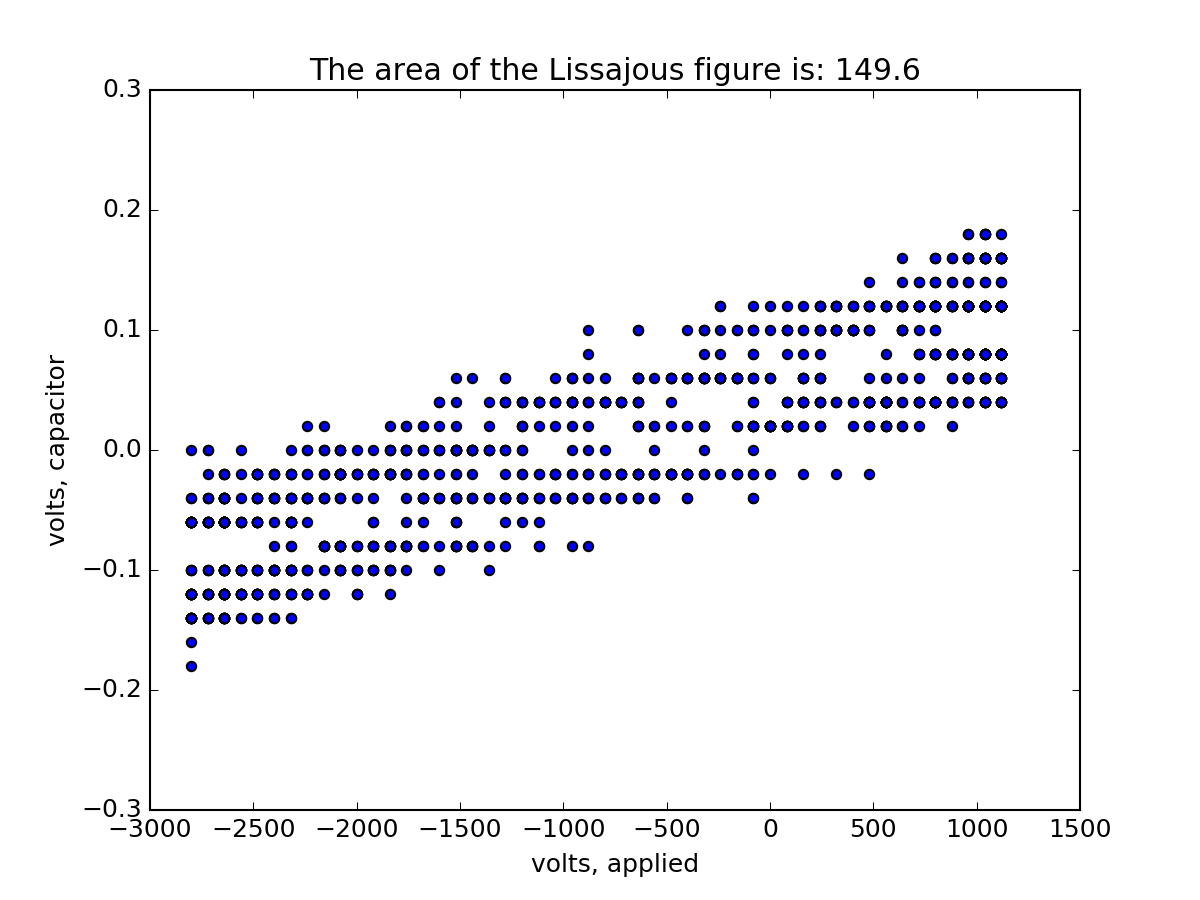 The area of the Lissajous figure is: 149.6
0.3
0.2
0.1
0.0
−0.1
−0.2
−0.3
volts, capacitor
−3000 −2500 −2000 −1500 −1000 −500 0 500 1000 1500
volts, applied